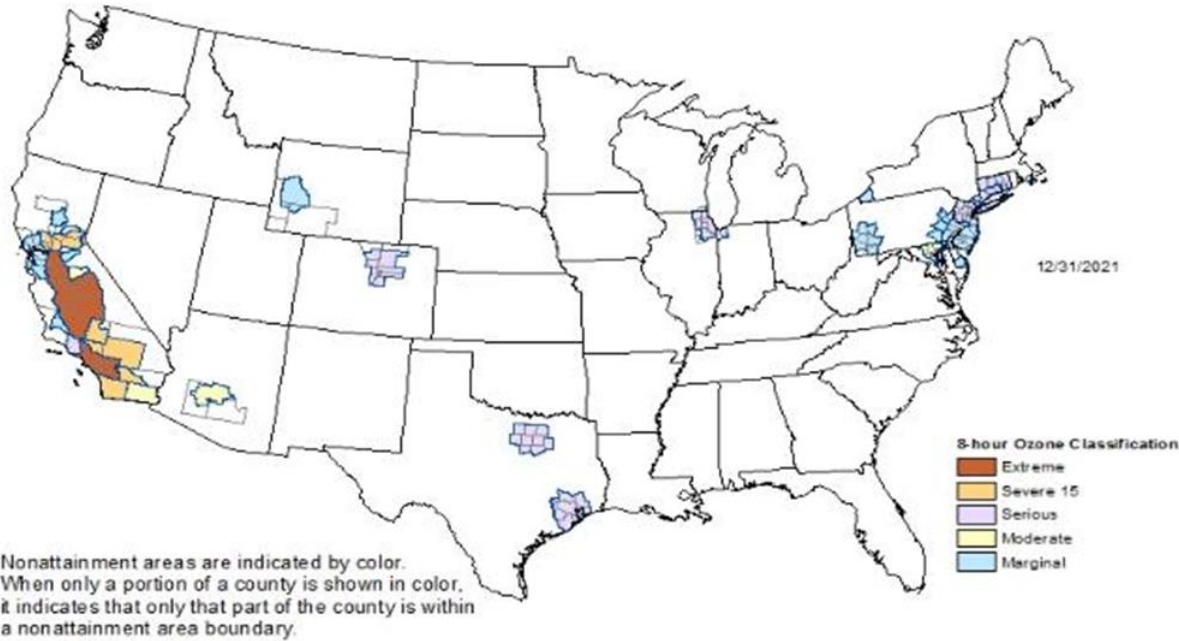 12/31/2021
8-hour Ozone Classification
Extreme
Severe 15
Serious
Moderate
Marginal
Nonattainment areas are indicated by color.
When only a portion of a county is shown in color,
it indicates that only that part of the county is within
a nonattainment area boundary.